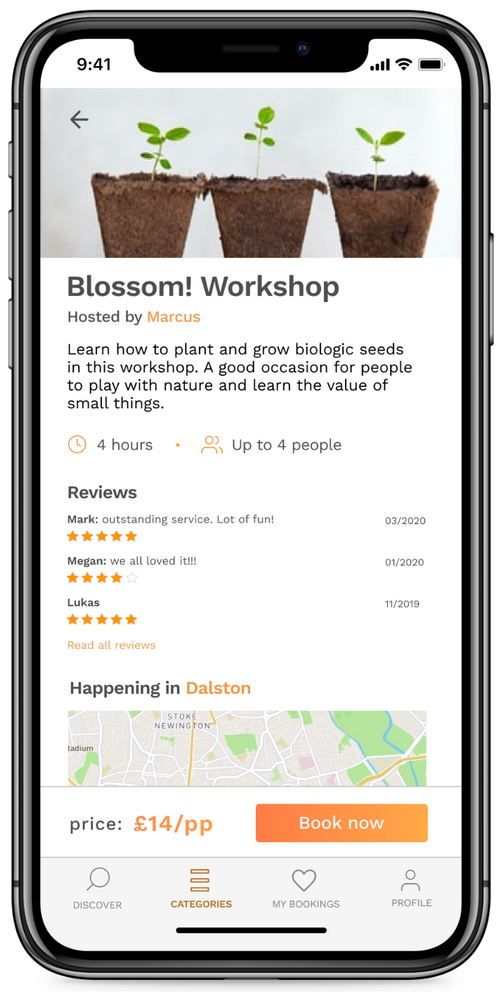 9:41
Blossom! Workshop
Hosted by Marcus
Learn how to plant and grow biologic seeds
in this workshop. A good occasion for people
to play with nature and learn the value of
small things.
4 hours • Up to 4 people
Reviews
Mark: outstanding service. Lot of fun! 03/2020
Megan: we all loved it!!! 01/2020
Lukas 11/2019
Read all reviews
Happening in Dalston
STOKE
NEWINGTON
tadium
price: £14/pp Book now
DISCOVER CATEGORIES MY BOOKINGS PROFILE